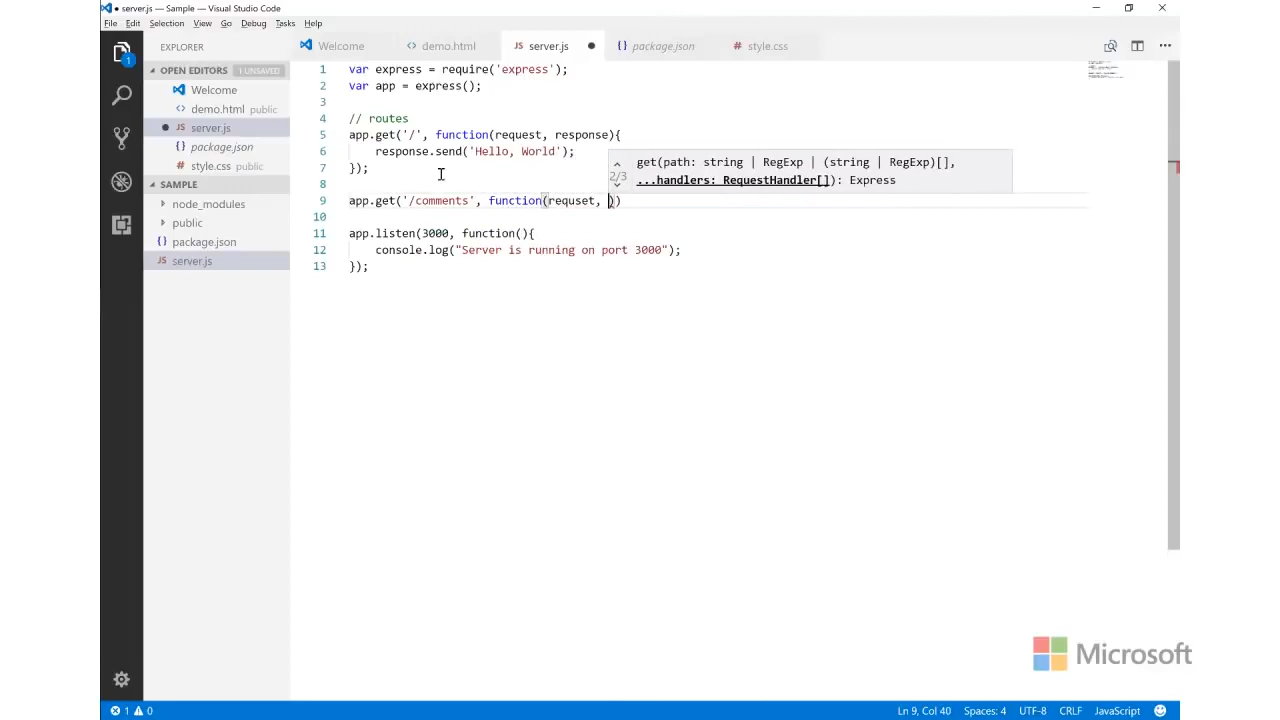 ● server.js — Sample — Visual Studio Code
File Edit Selection View Go Debug Tasks Help
EXPLORER
OPEN EDITORS 1 UNSAVED
Welcome
demo.html public
server.js
package.json
style.css public
SAMPLE
node_modules
public
package.json
server.js
1
Welcome demo.html server.js ● package.json style.css
1 var express = require('express');
2 var app = express();
3
4 // routes
5 app.get('/', function(request, response){
6 response.send('Hello, World');
7 });
8
9 app.get('/comments', function(requset, ))
10
11 app.listen(3000, function(){
12 console.log("Server is running on port 3000");
13 });
2/3
get(path: string | RegExp | (string | RegExp)[],
...handlers: RequestHandler[]): Express
Microsoft
1 0 Ln 9, Col 40 Spaces: 4 UTF-8 CRLF JavaScript